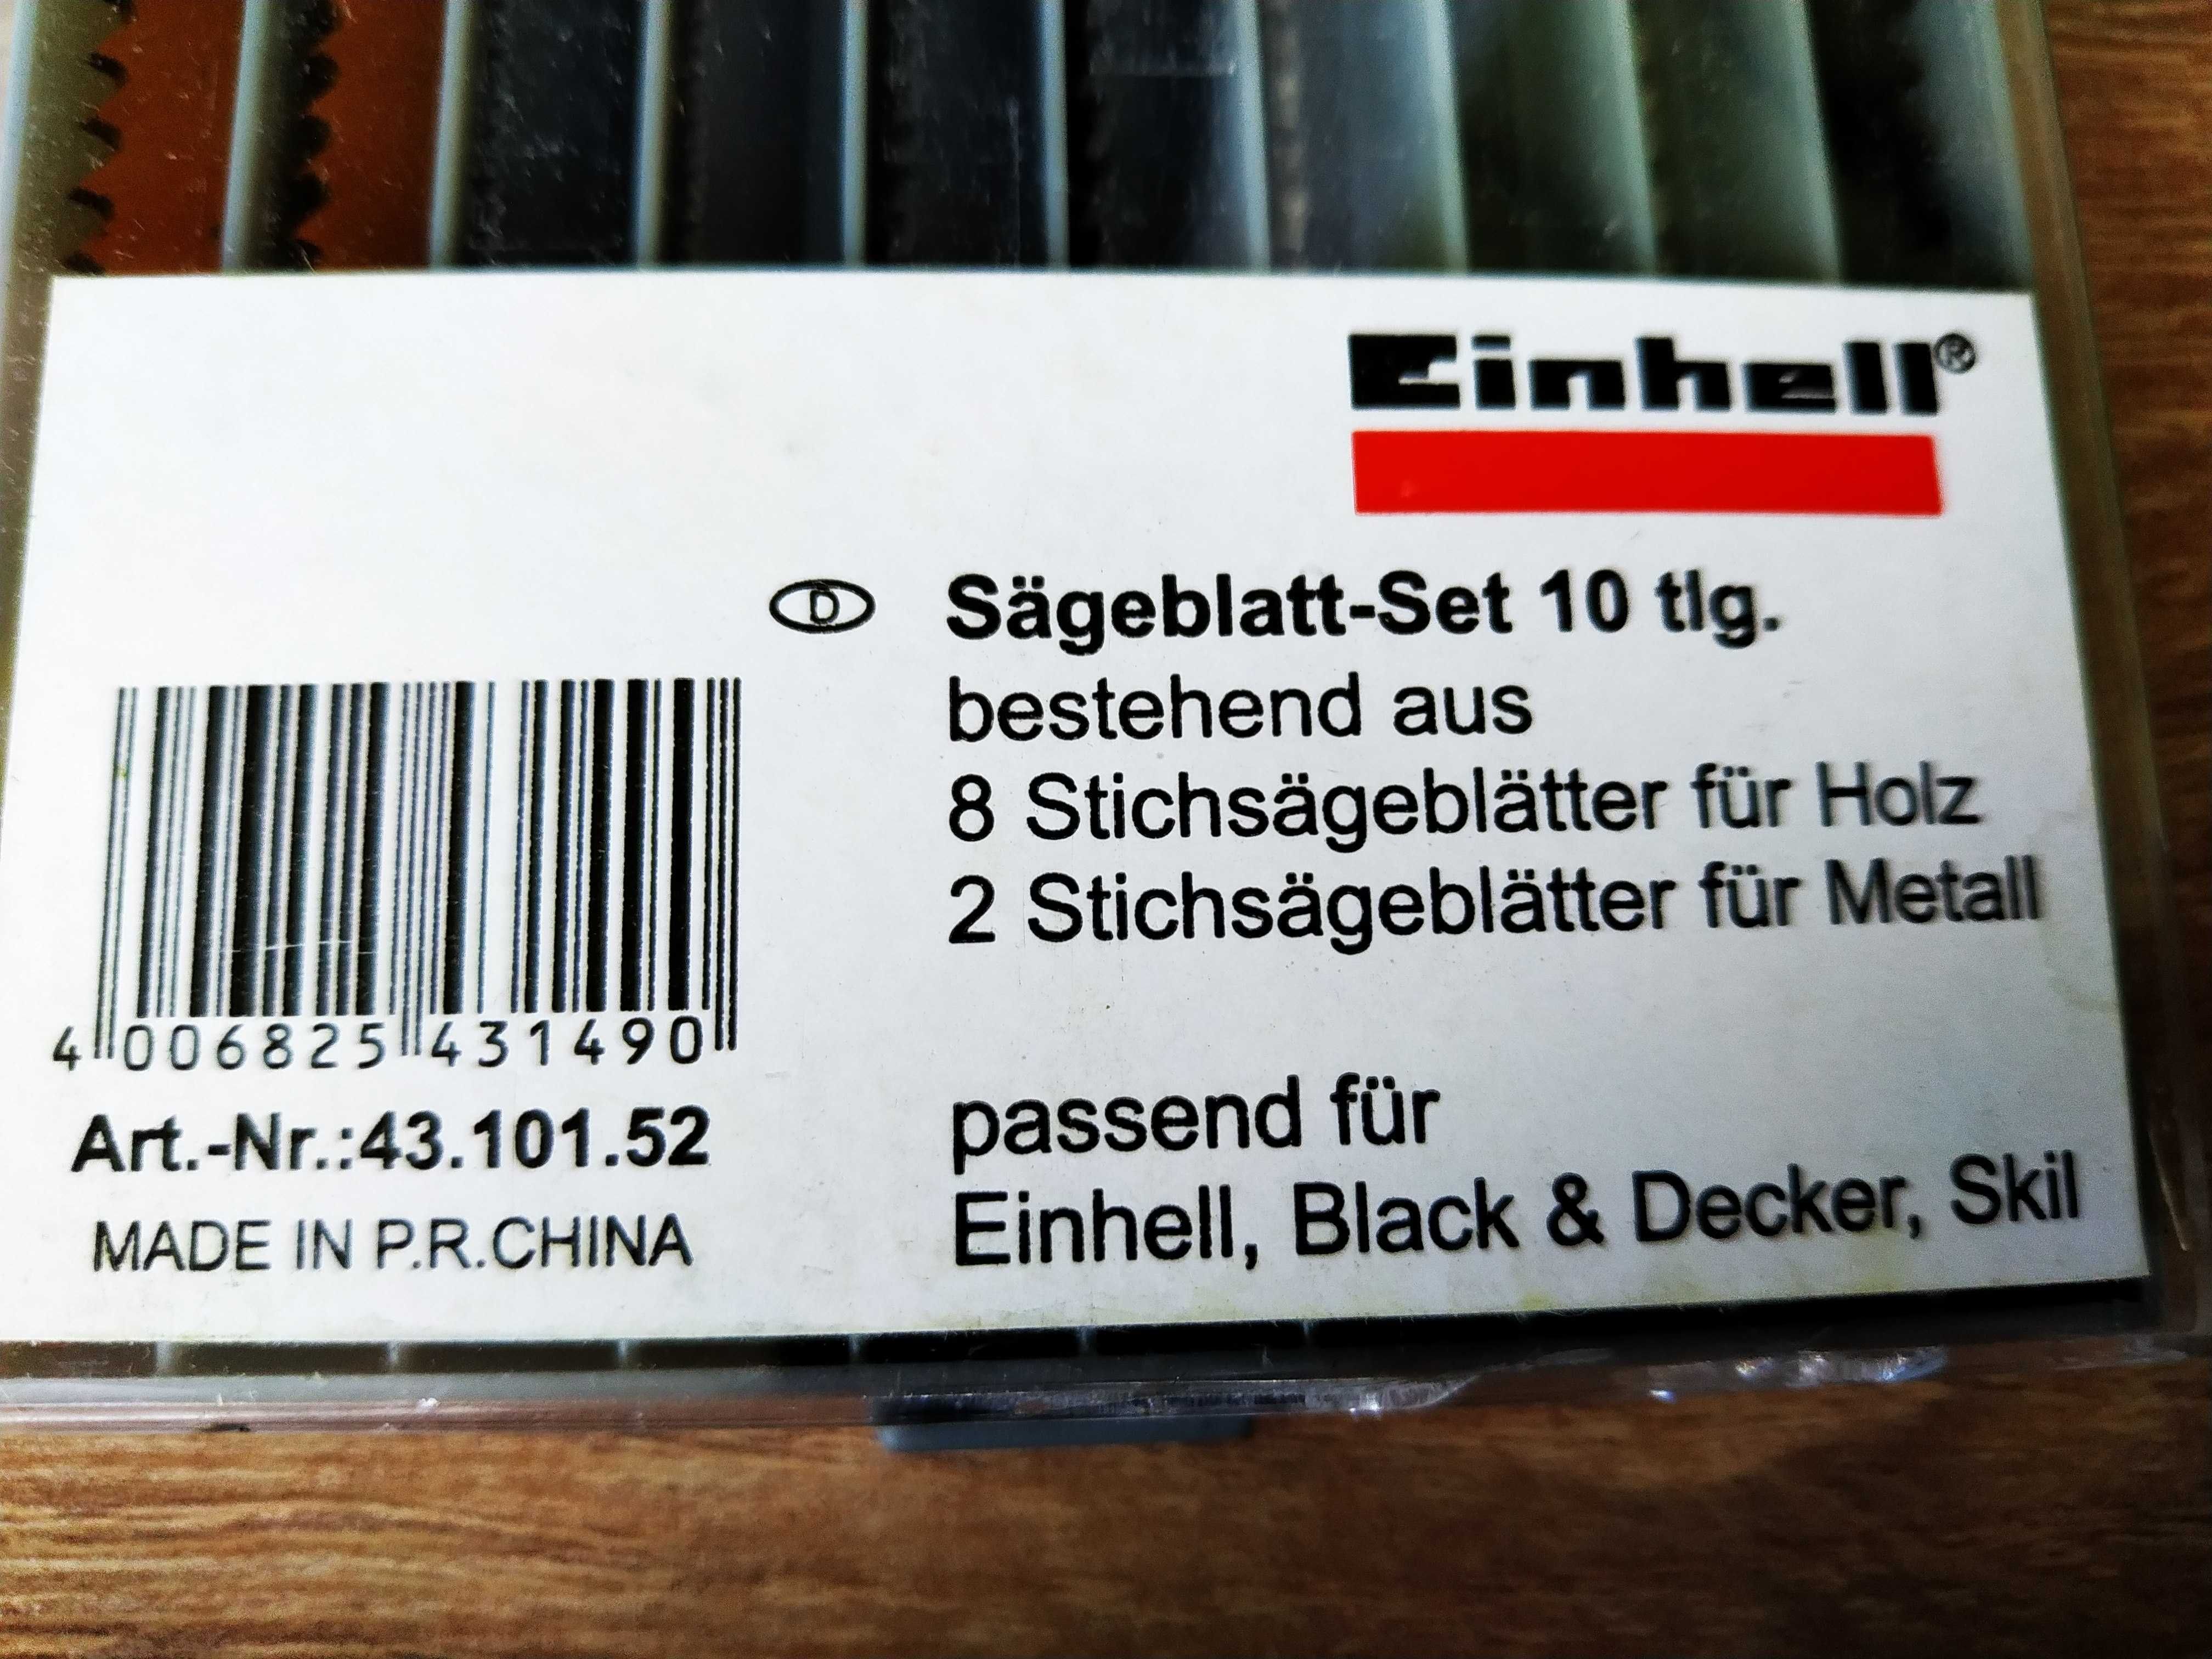 Einhell®
D Sägeblatt-Set 10 tlg.
bestehend aus
8 Stichsägeblätter für Holz
2 Stichsägeblätter für Metall
passend für
Einhell, Black & Decker, Skil
4 006825 431490
Art.-Nr.:43.101.52
MADE IN P.R.CHINA